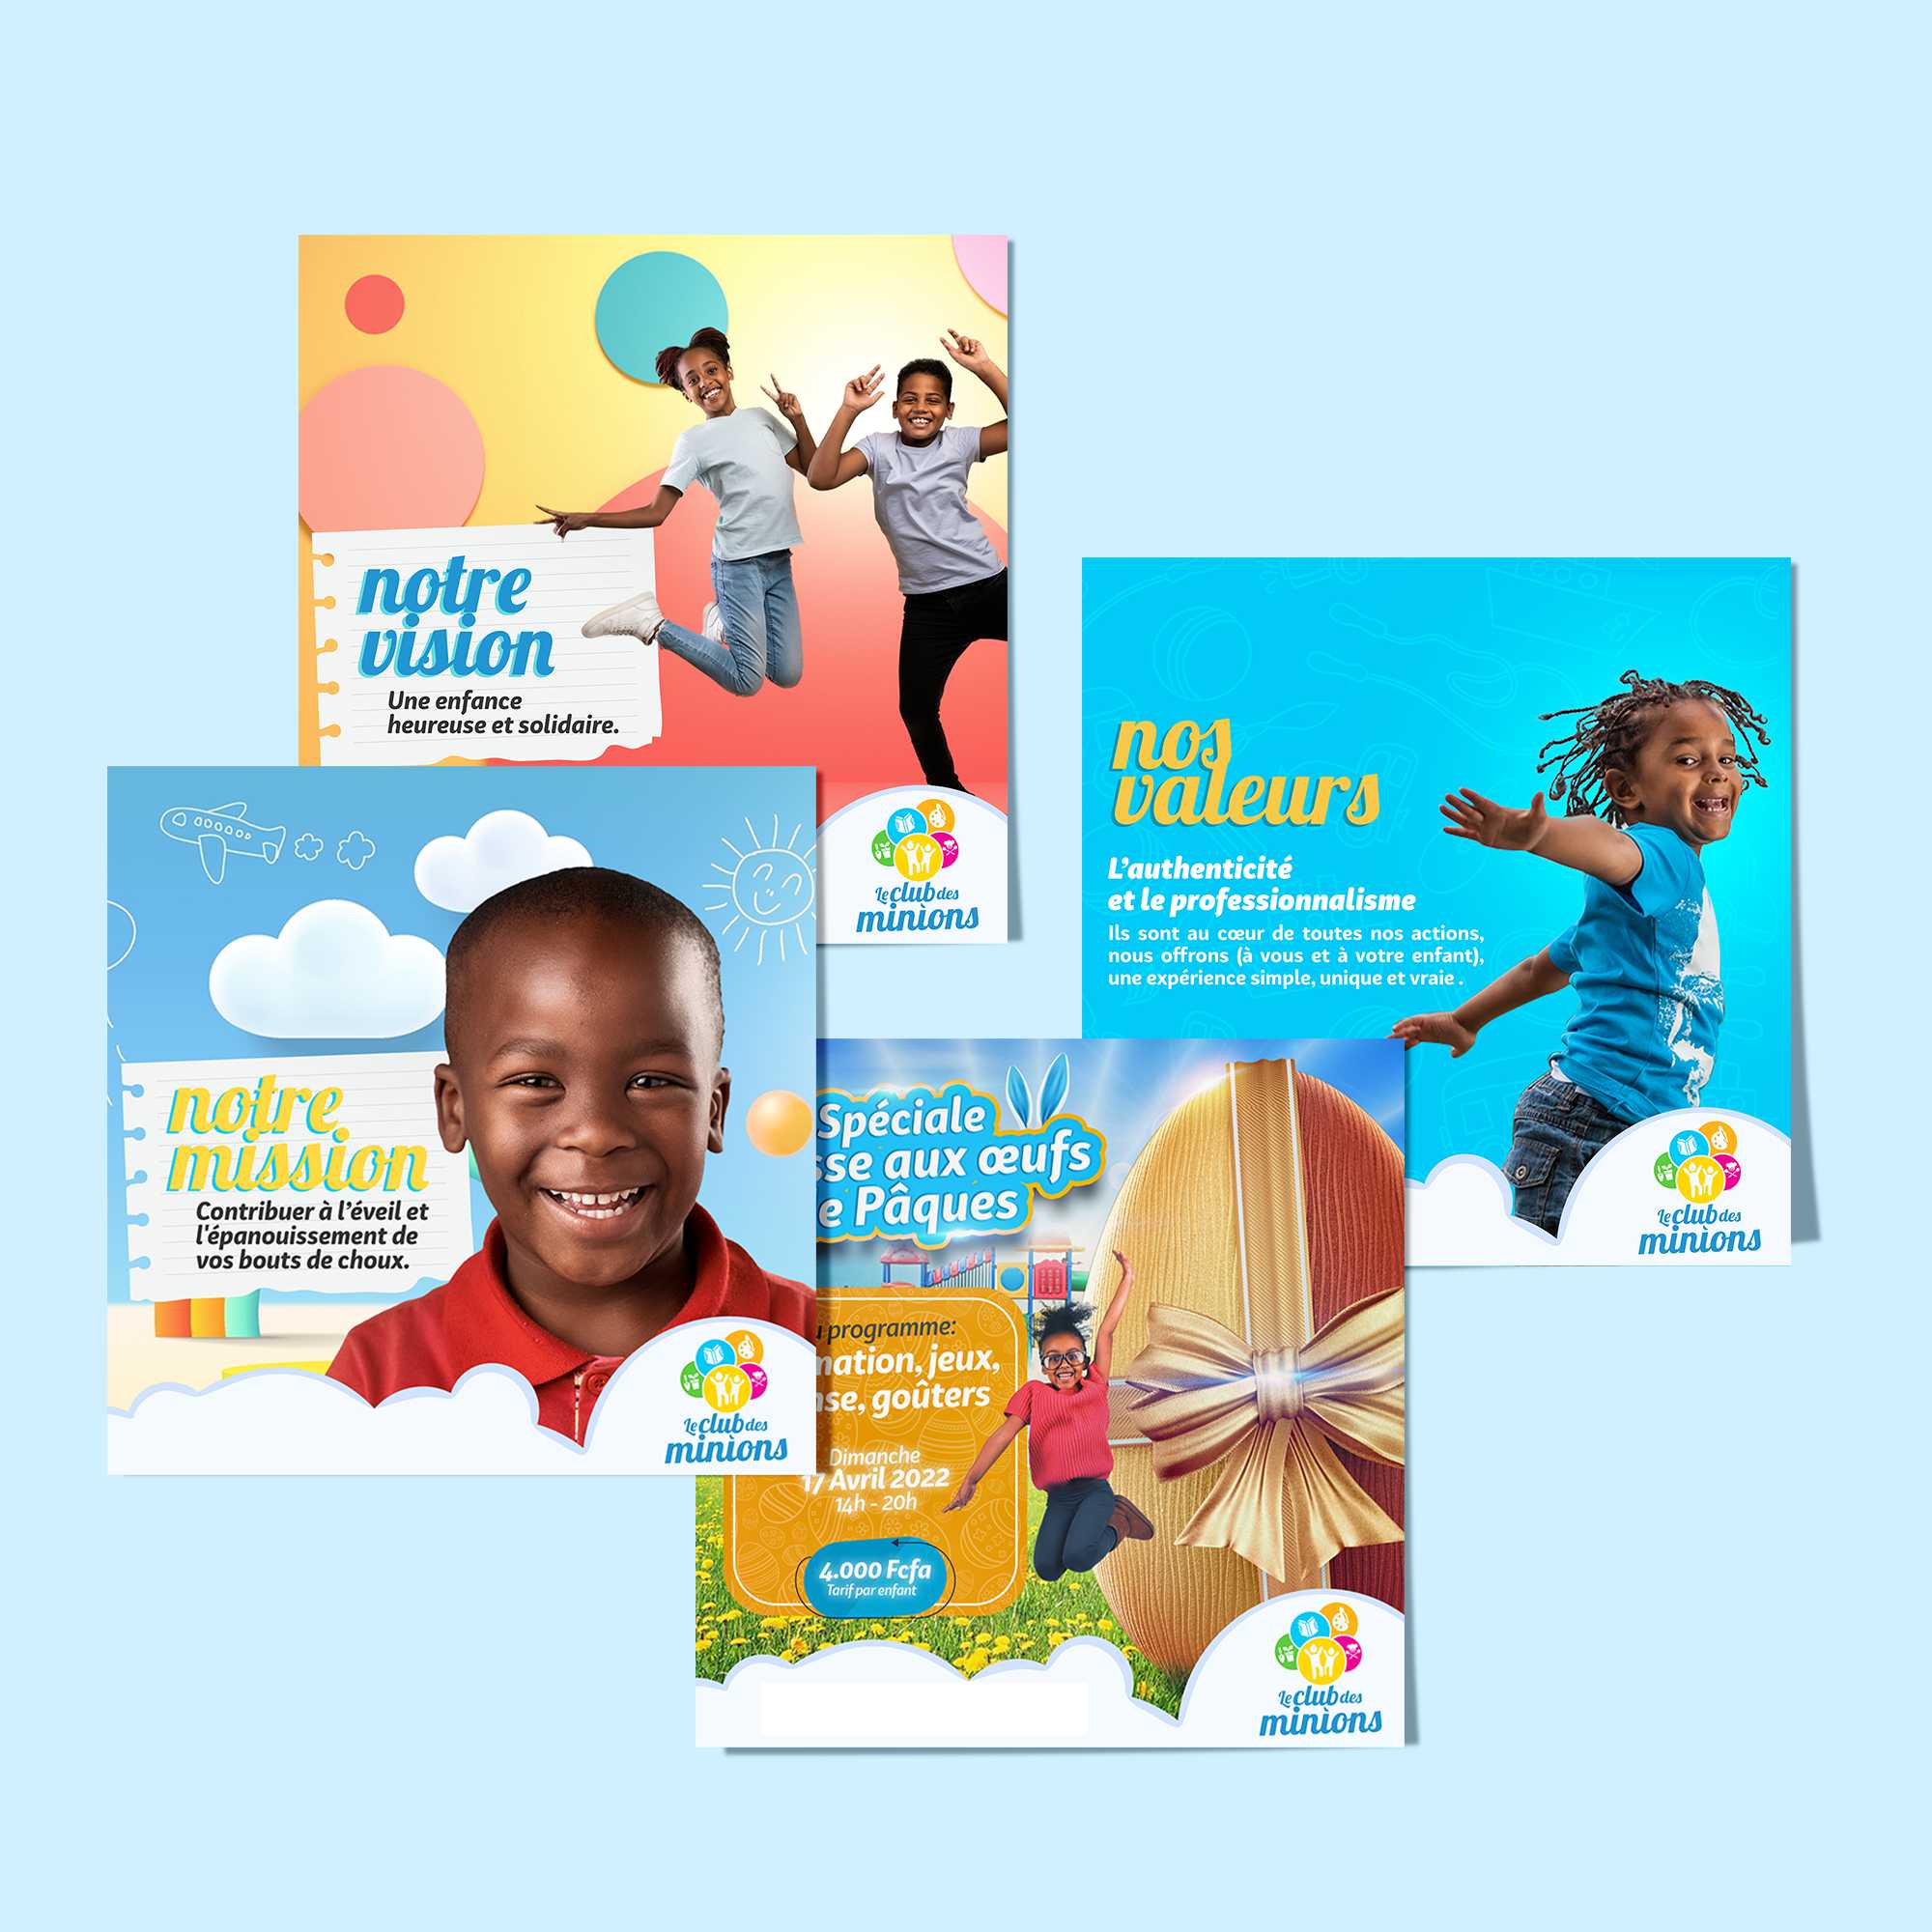 notre
vision
Une enfance
heureuse et solidaire.
Le club des
minions
nos
valeurs
L'authenticité
et le professionnalisme
Ils sont au cœur de toutes nos actions,
nous offrons (à vous et à votre enfant),
une expérience simple, unique et vraie .
Le club des
minions
notre
mission
Contribuer à l'éveil et
l'épanouissement de
vos bouts de choux.
Le club des
minions
Spéciale
aux œufs
Pâques
programme:
jeux,
goûters
Dimanche
17 Avril 2022
14h - 20h
4.000 Fcfa
Tarif par enfant
Le club des
minions